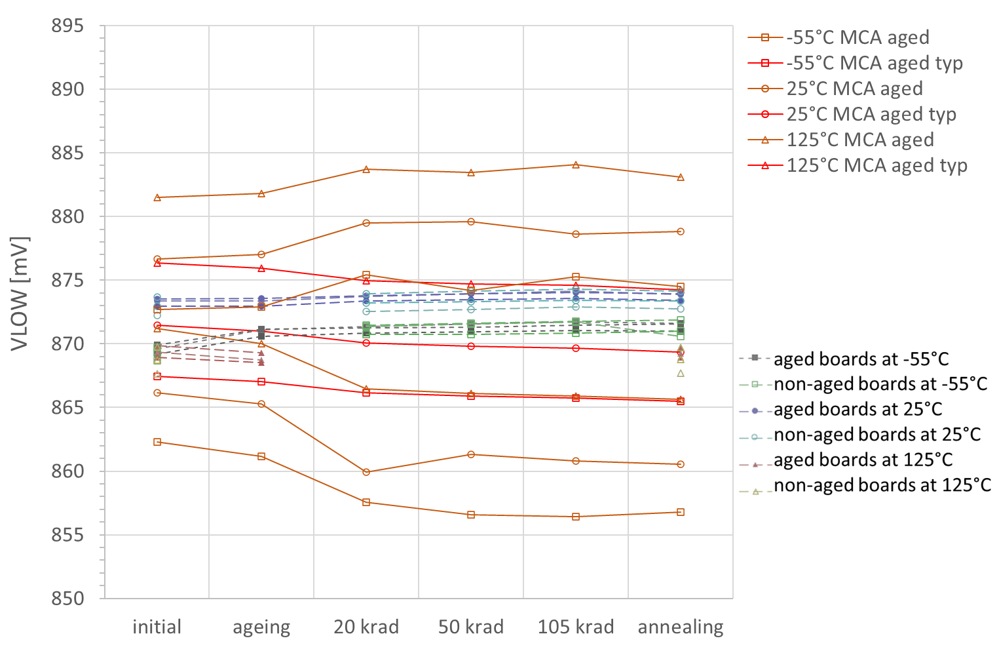 895
890
885
880
875
870
865
860
855
850
VLOW [mV]
initial
ageing
20 krad
50 krad
105 krad
annealing
-55°C MCA aged
-55°C MCA aged typ
25°C MCA aged
25°C MCA aged typ
125°C MCA aged
125°C MCA aged typ
aged boards at -55°C
non-aged boards at -55°C
aged boards at 25°C
non-aged boards at 25°C
aged boards at 125°C
non-aged boards at 125°C